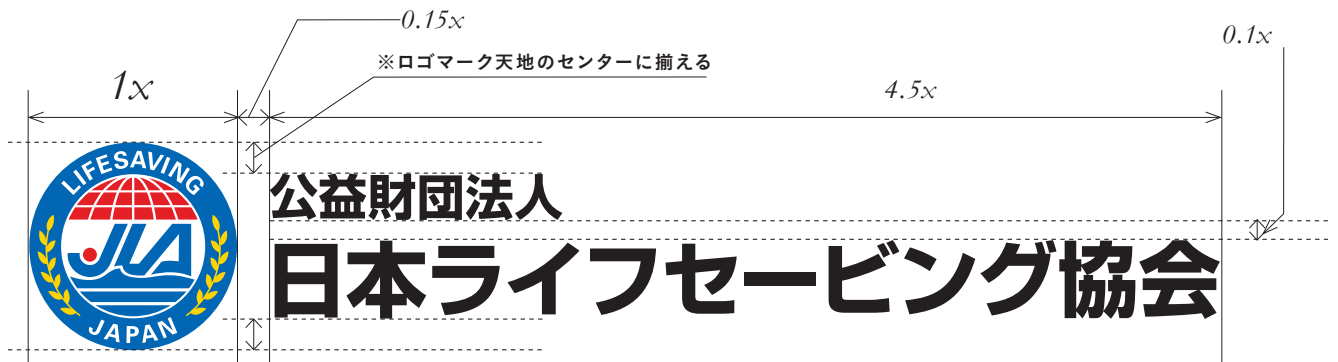 0.15x
0.1x
※ロゴマーク天地のセンターに揃える
1x
4.5x
LIFESAVING
JLA
JAPAN
公益財団法人
日本ライフセービング協会